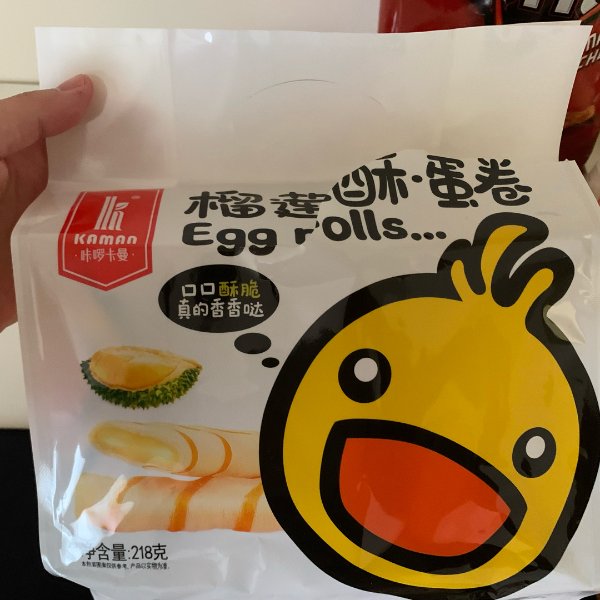 榴莲酥·蛋卷
Egg rolls...
KAMAN
·咔啰卡曼·
口口酥脆
真的香香哒
净含量:218克